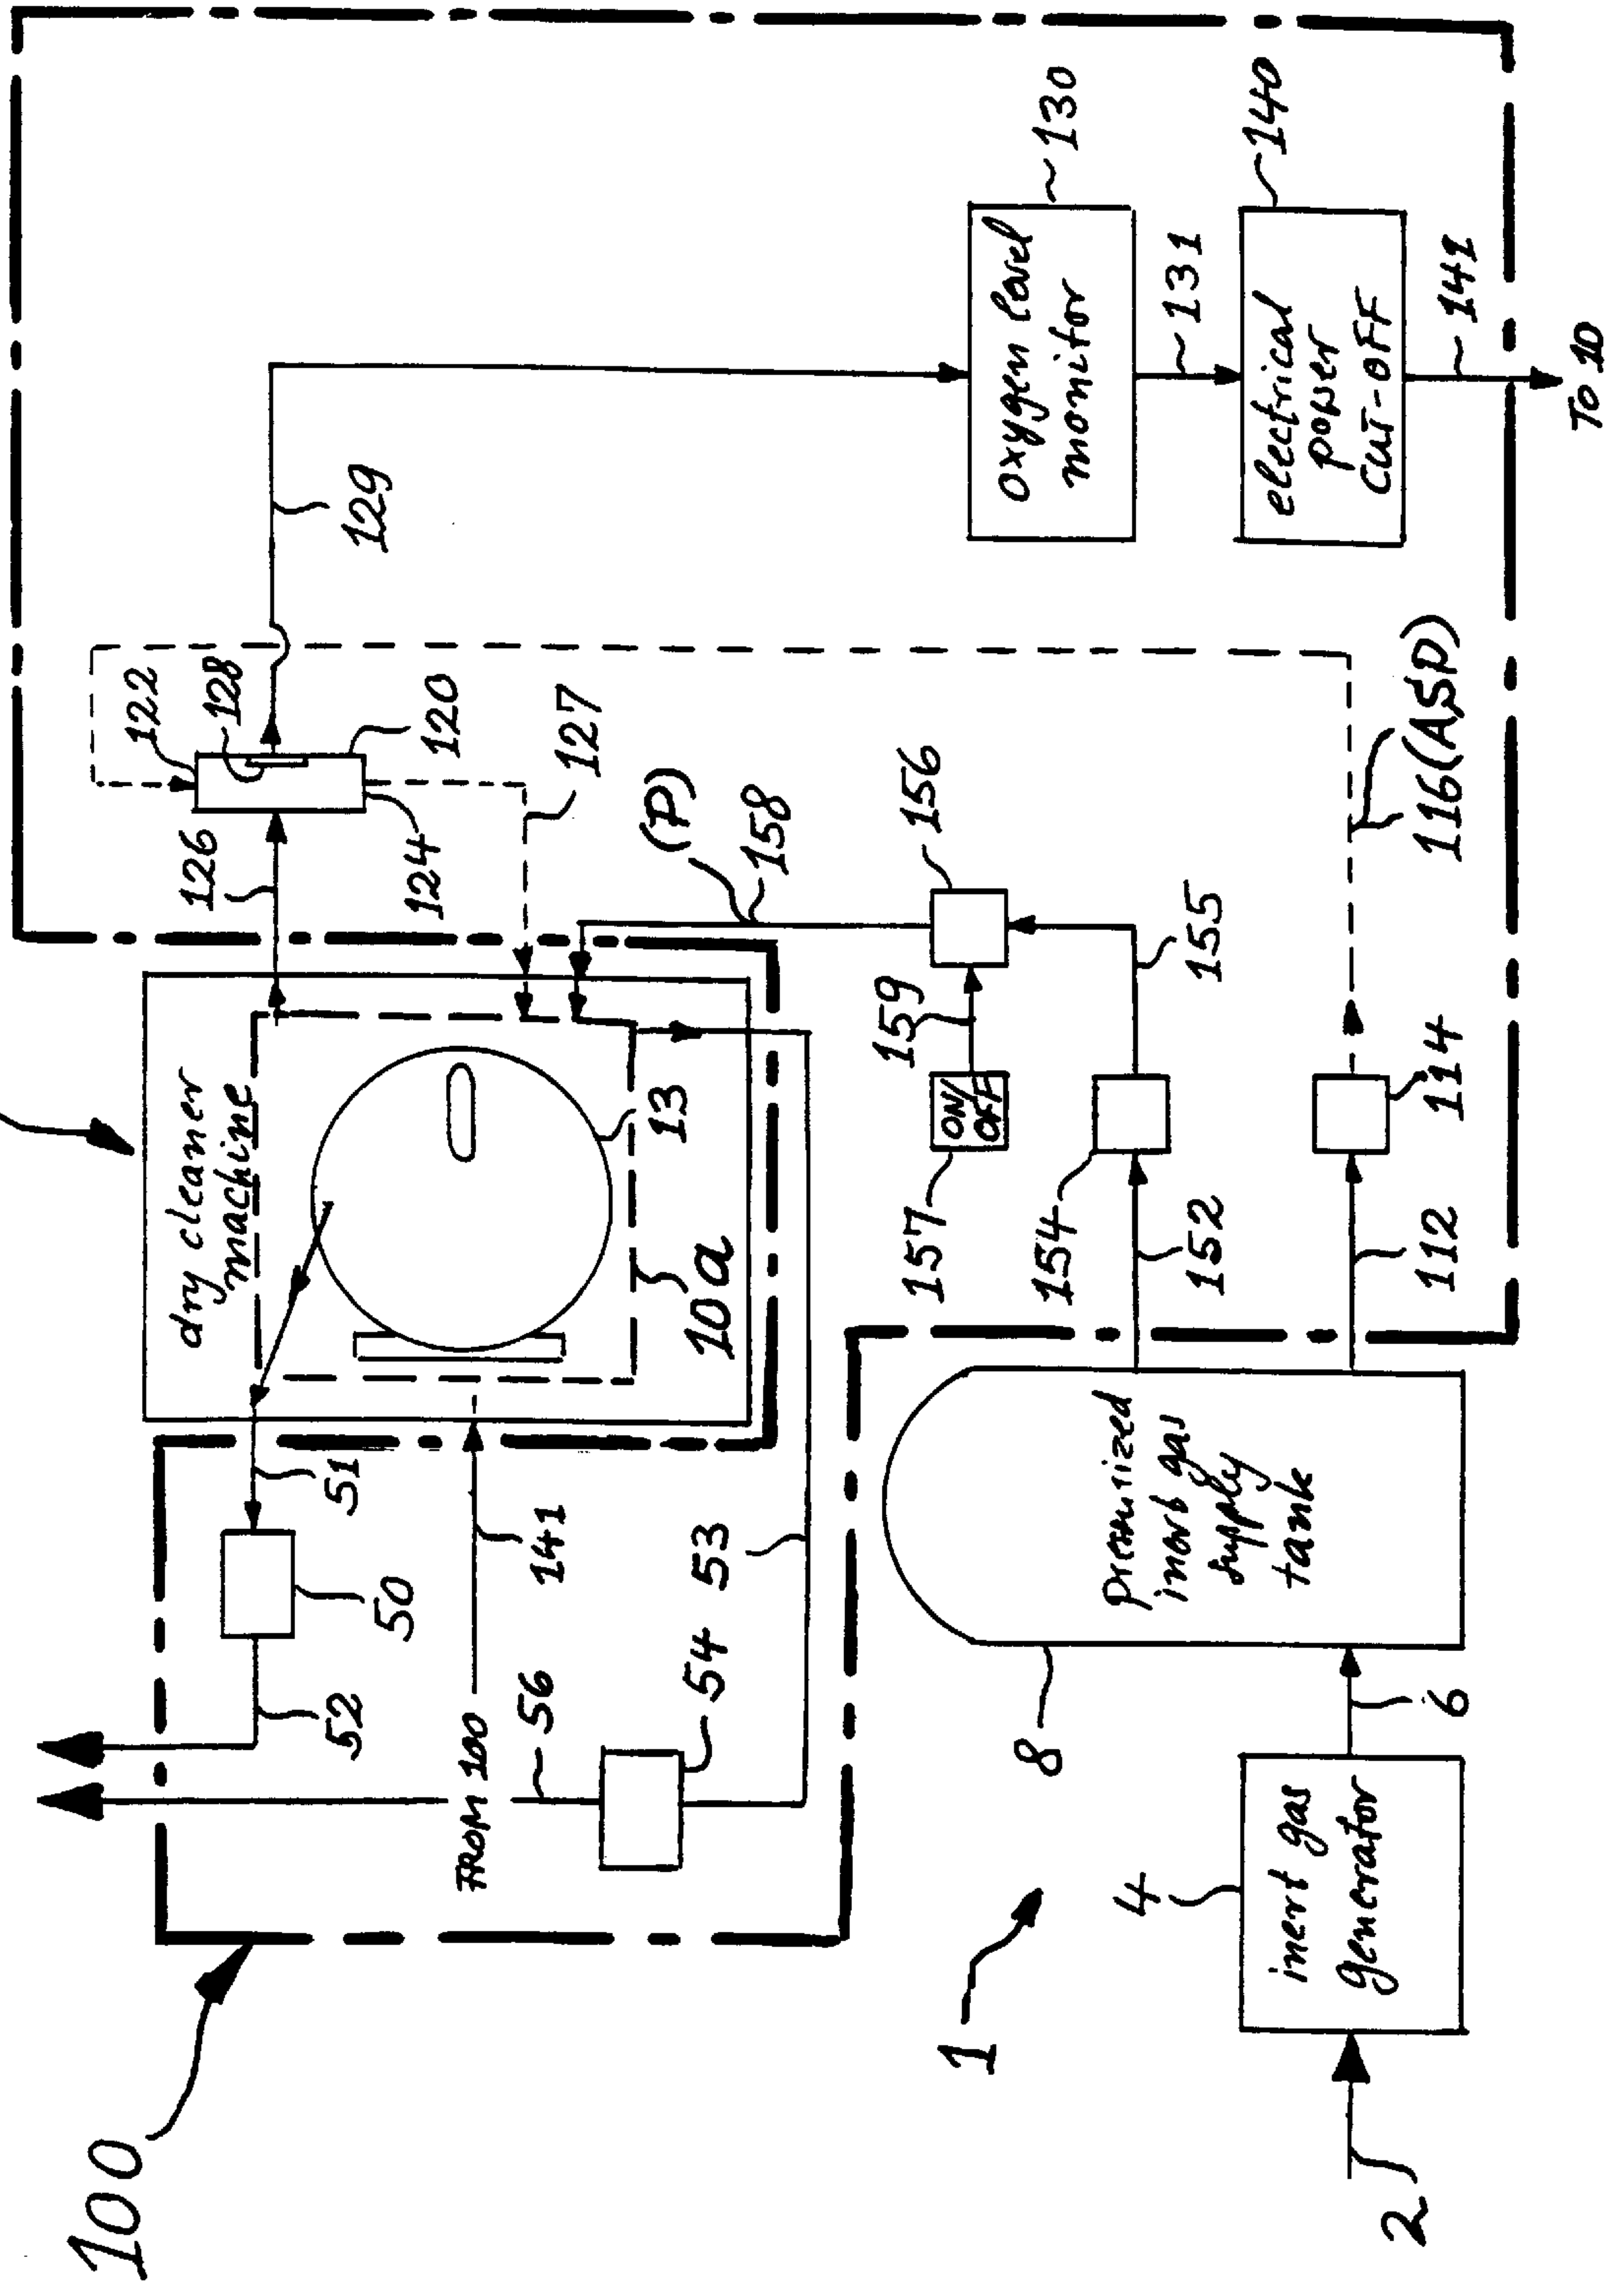 100
122
128
126
52
51
dry cleaner
machine
129
50
124
120
FROM 100
56
141
127
13
(P)
54
53
10a
158
157
159
156
ON/
OFF
1
8
154
130
oxygen level
monitor
4
152
155
131
pressurized
inert gas
supply
tank
140
electrical
power
CUT-OFF
inert gas
generator
2
6
112
114
116(ASD)
141
TO 10